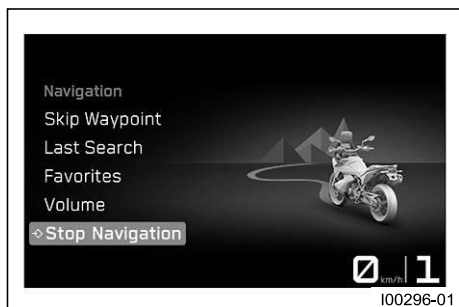 Navigation
Skip Waypoint
Last Search
Favorites
Volume
Stop Navigation
0 km/h 1
I00296-01